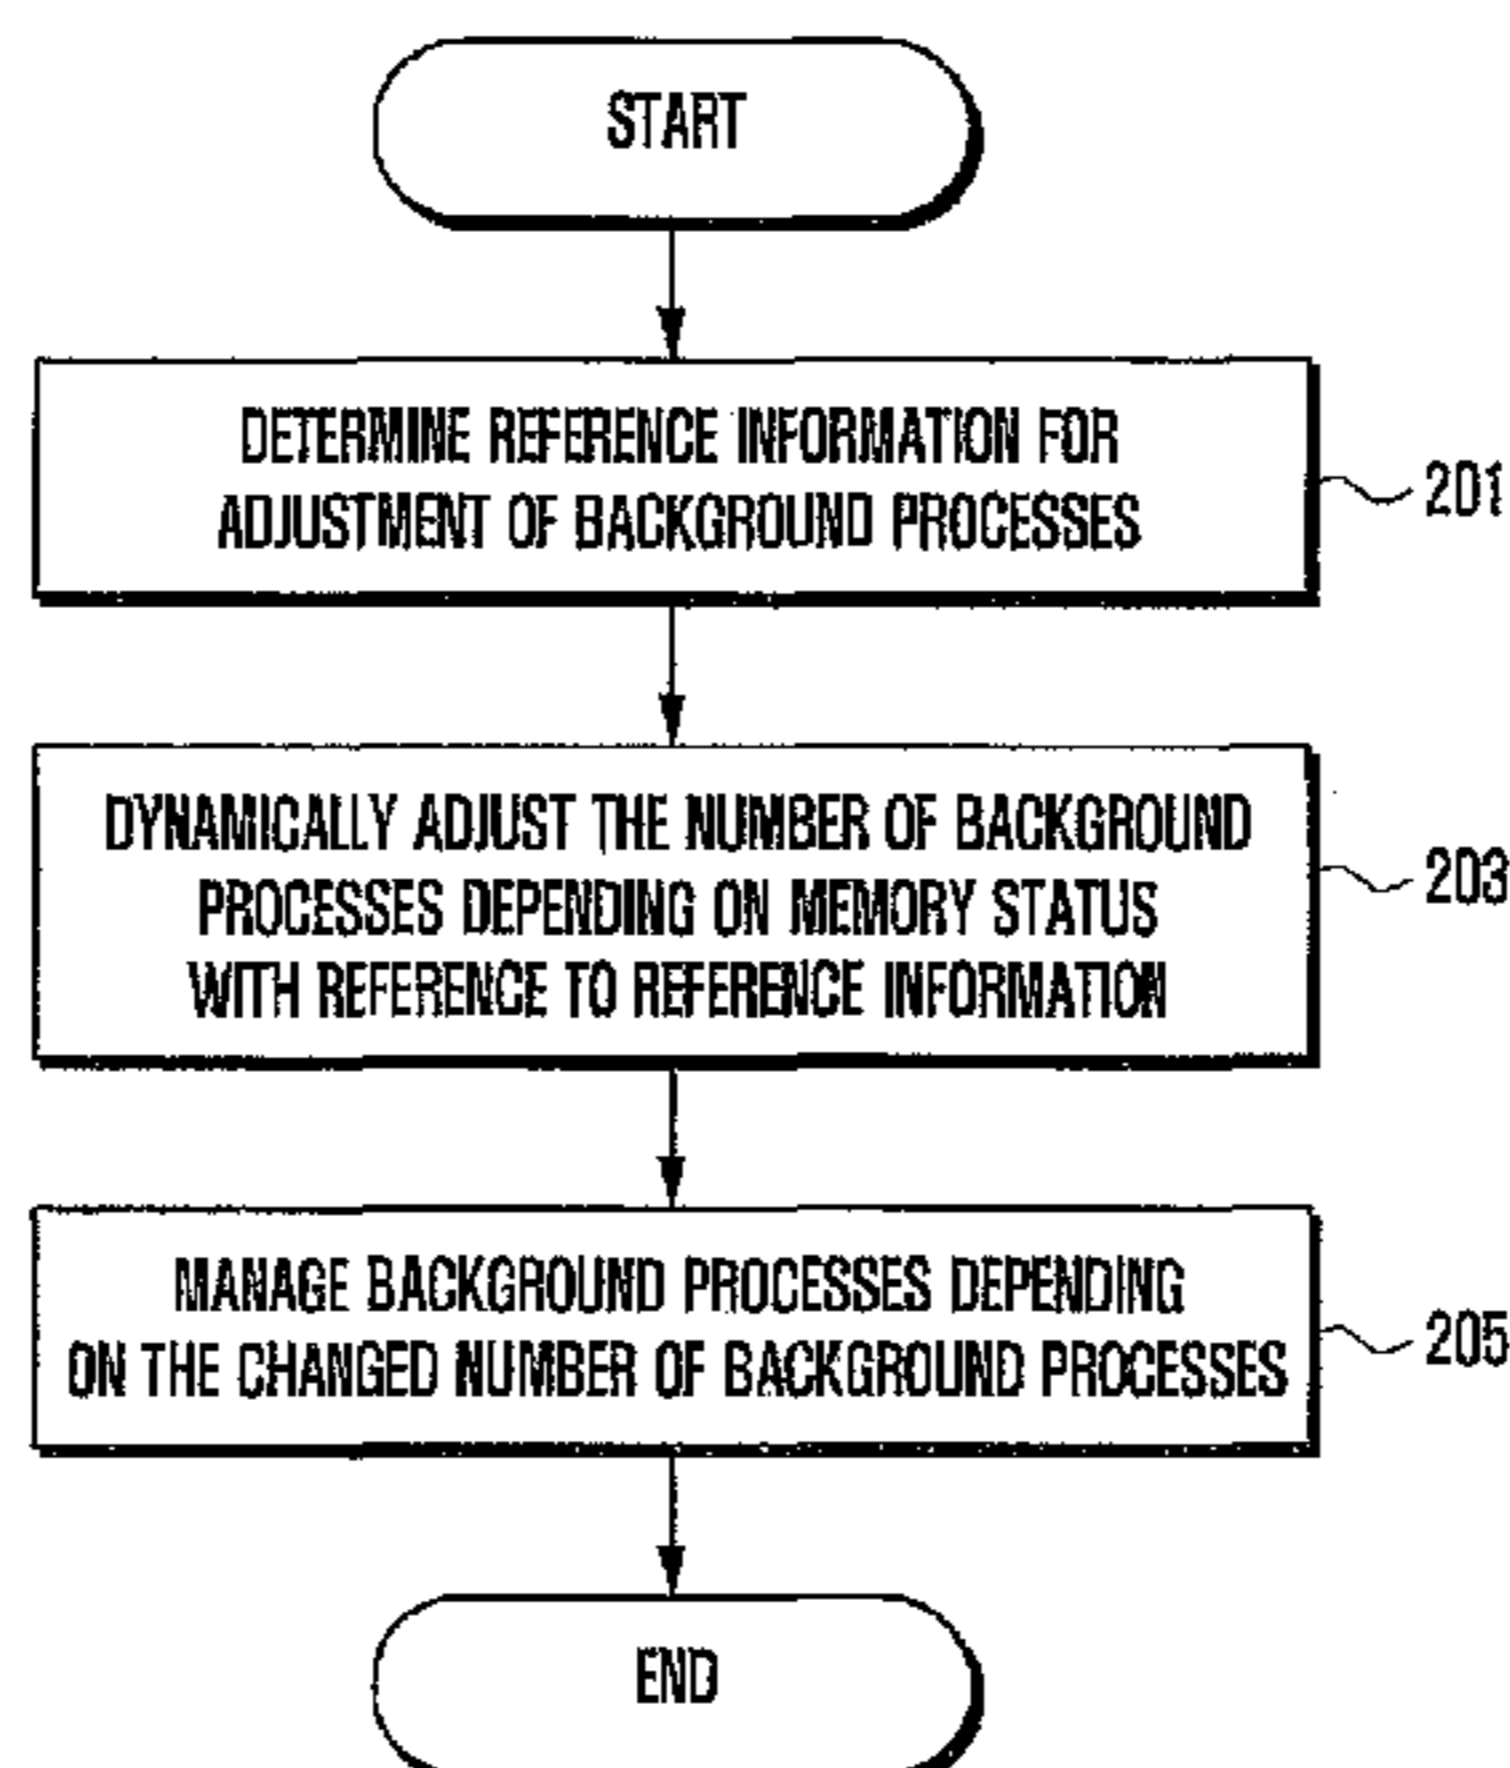 START
DETERMINE REFERENCE INFORMATION FOR
ADJUSTMENT OF BACKGROUND PROCESSES
201
DYNAMICALLY ADJUST THE NUMBER OF BACKGROUND
PROCESSES DEPENDING ON MEMORY STATUS
WITH REFERENCE TO REFERENCE INFORMATION
203
MANAGE BACKGROUND PROCESSES DEPENDING
ON THE CHANGED NUMBER OF BACKGROUND PROCESSES
205
END